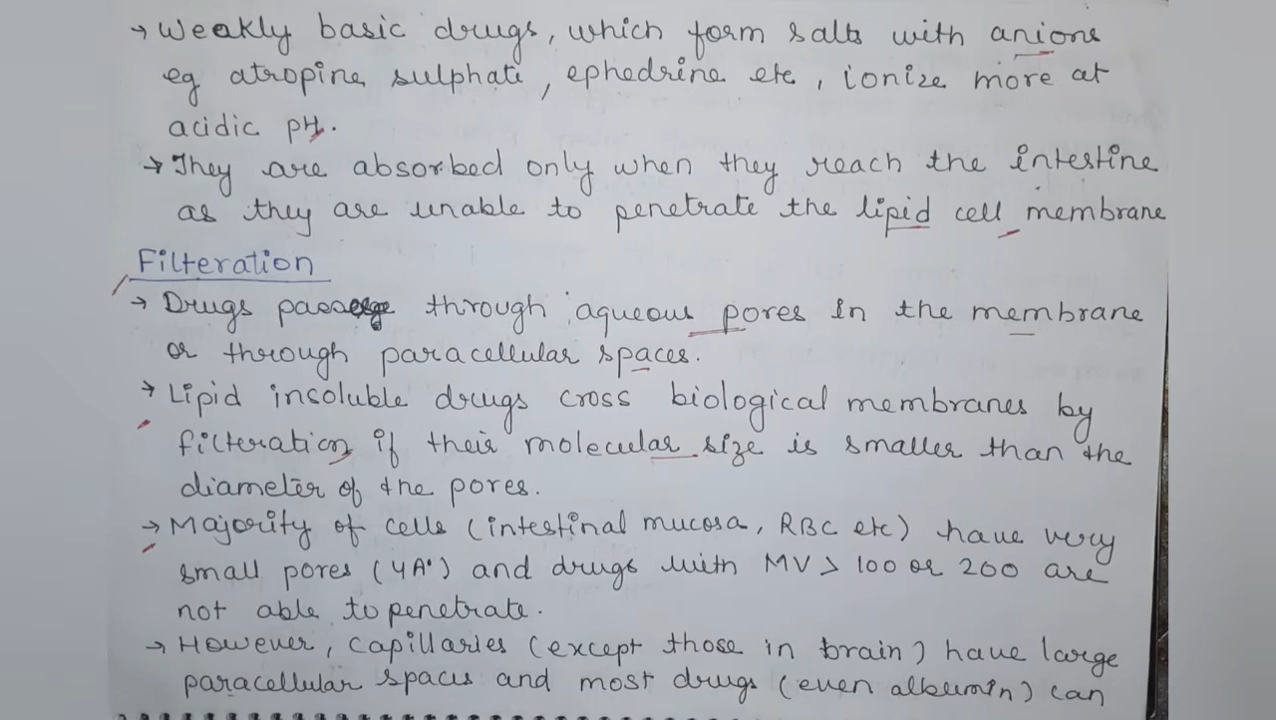 → Weakly basic drugs, which form salts with anions
eg atropine sulphate, ephedrine etc, ionize more at
acidic pH.
→ They are absorbed only when they reach the intestine
as they are unable to penetrate the lipid cell membrane
Filteration
→ Drugs passage through aqueous pores in the membrane
or through paracellular spaces.
→ Lipid insoluble drugs cross biological membranes by
filteration if their molecular size is smaller than the
diameter of the pores.
→ Majority of cells (intestinal mucosa, RBC etc) have very
small pores (4A°) and drugs with MV > 100 or 200 are
not able to penetrate.
→ However, capillaries (except those in brain) have large
paracellular spaces and most drugs (even albumin) can